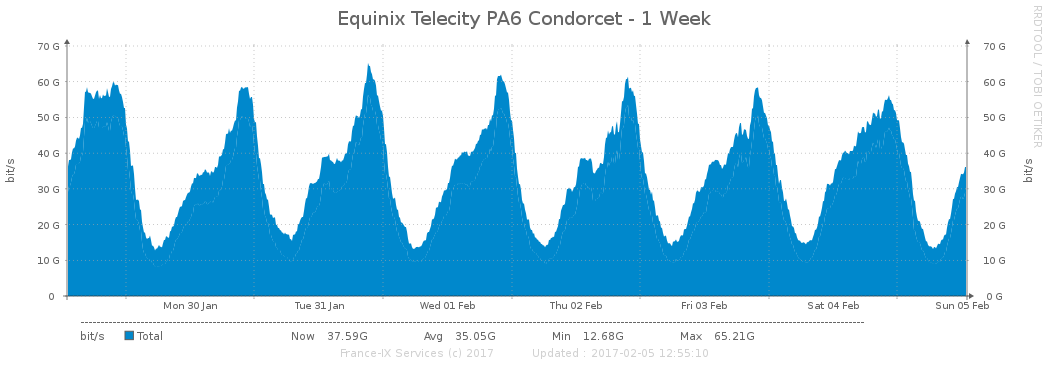 Equinix Telecity PA6 Condorcet - 1 Week
RRDTOOL / TOBI OETIKER
bit/s
70 G
60 G
50 G
40 G
30 G
20 G
10 G
0
70 G
60 G
50 G
40 G
30 G
20 G
10 G
0 G
bit/s
Mon 30 Jan Tue 31 Jan Wed 01 Feb Thu 02 Feb Fri 03 Feb Sat 04 Feb Sun 05 Feb
bit/s Total Now 37.59G Avg 35.05G Min 12.68G Max 65.21G
France-IX Services (c) 2017 Updated : 2017-02-05 12:55:10